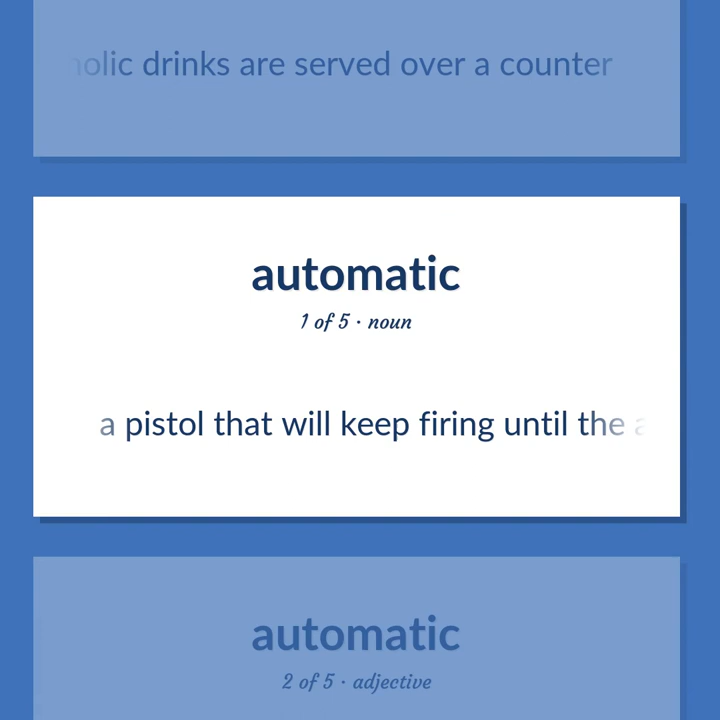 drinks are served over a counter
automatic
1 of 5 · noun
a pistol that will keep firing until the
automatic
2 of 5 · adjective